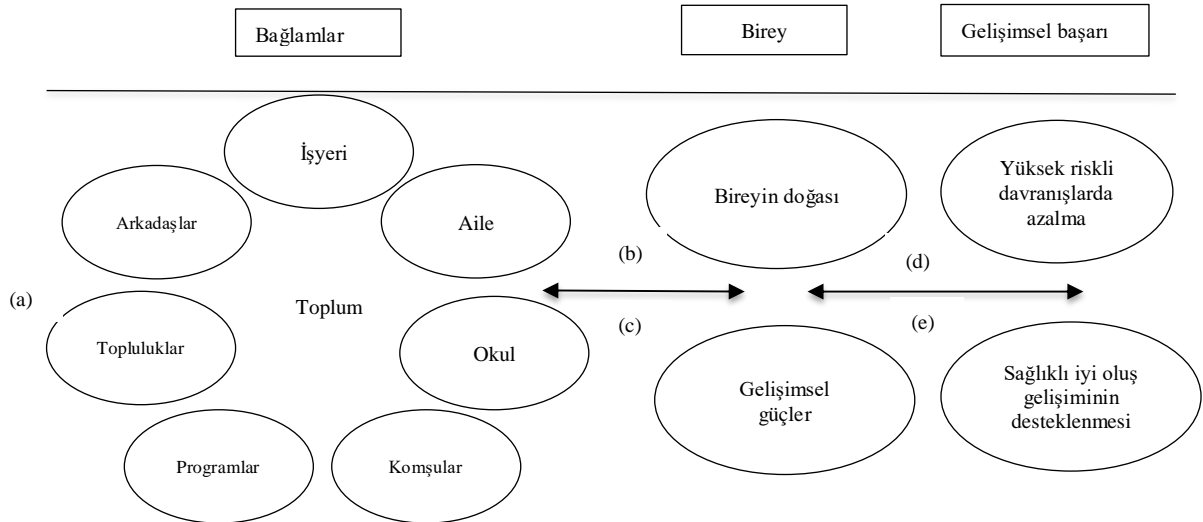 Bağlamlar
Birey
Gelişimsel başarı
İşyeri
Arkadaşlar
Aile
(a)
Toplum
Topluluklar
Okul
Programlar
Komşular
(b)
Bireyin doğası
(c)
Gelişimsel
güçler
(d)
Yüksek riskli
davranışlarda
azalma
(e)
Sağlıklı iyi oluş
gelişiminin
desteklenmesi